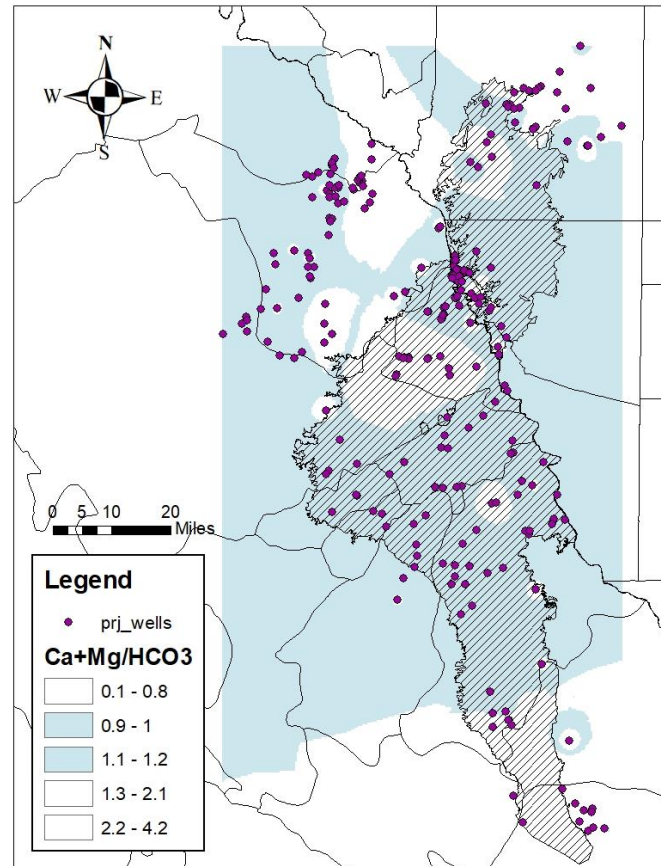 N
W E
S
0 5 10 20
Miles
Legend
prj_wells
Ca+Mg/HCO3
0.1 - 0.8
0.9 - 1
1.1 - 1.2
1.3 - 2.1
2.2 - 4.2